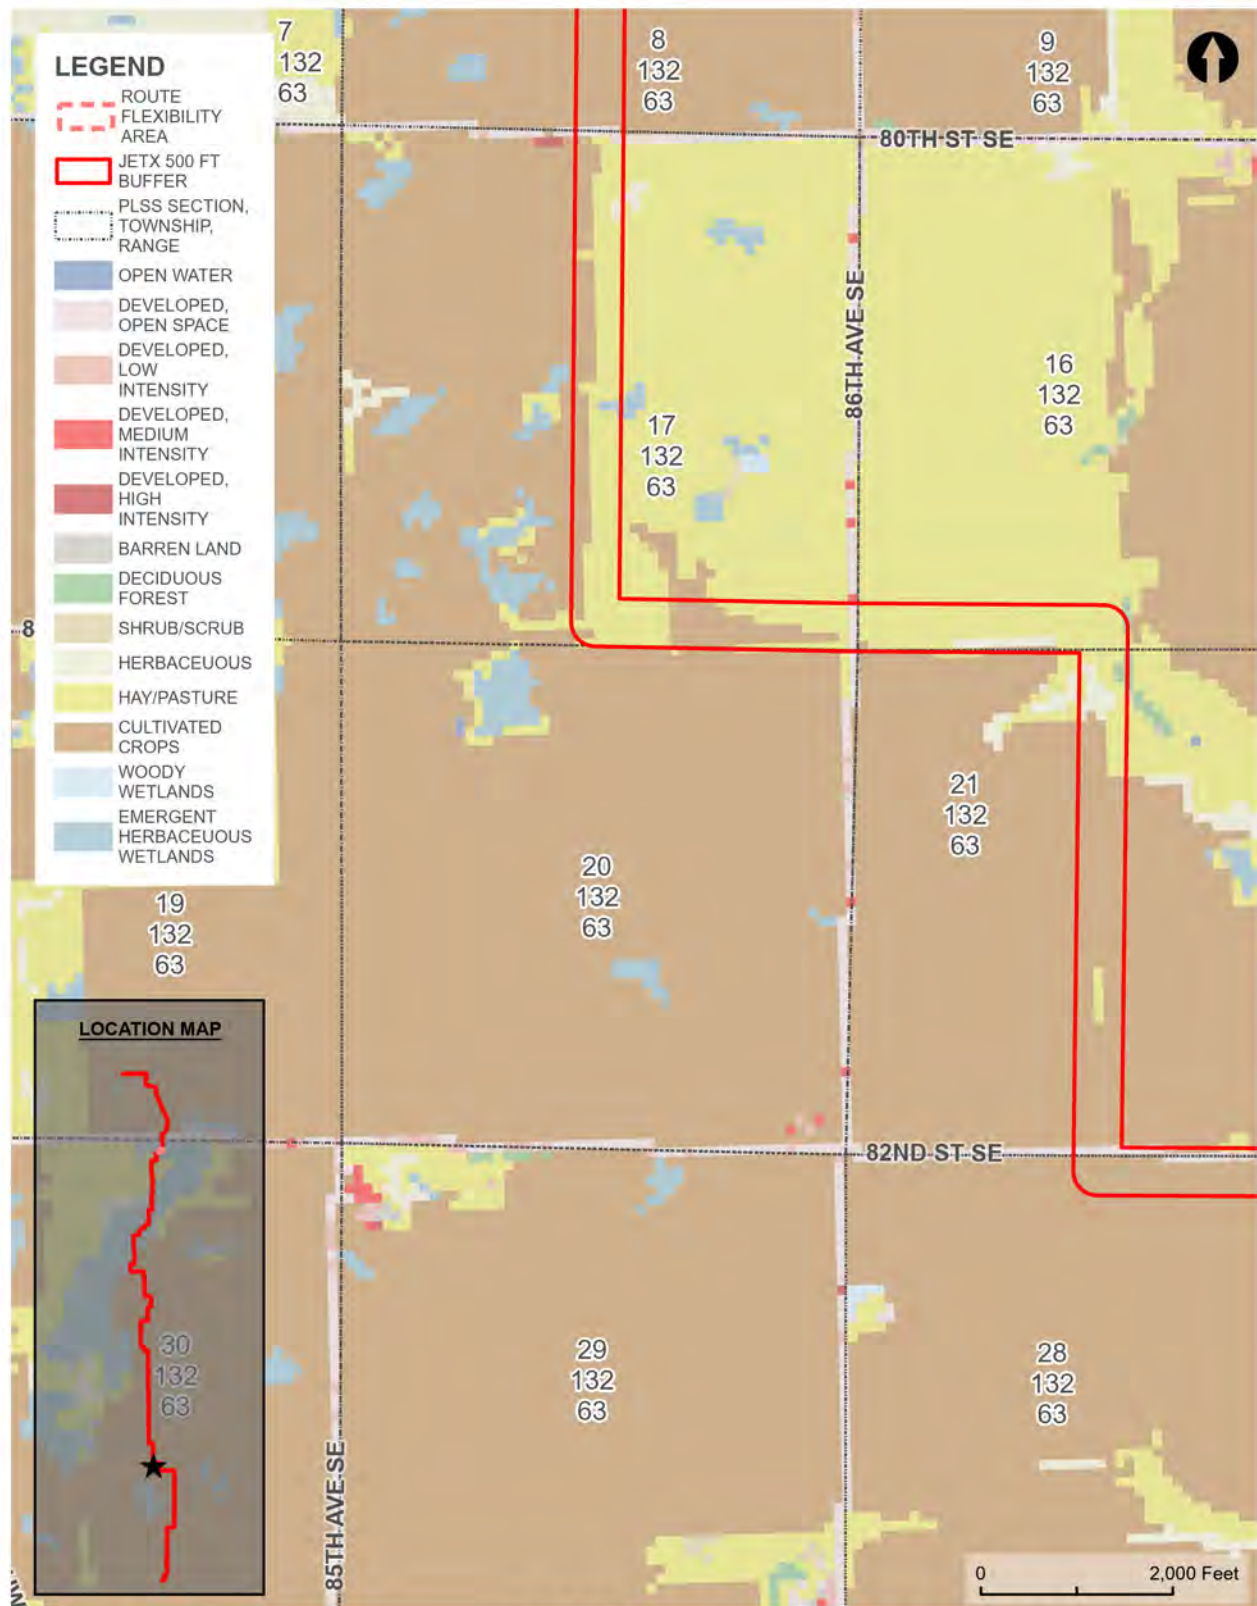 LEGEND
ROUTE
FLEXIBILITY
AREA
JETX 500 FT
BUFFER
PLSS SECTION,
TOWNSHIP,
RANGE
OPEN WATER
DEVELOPED,
OPEN SPACE
DEVELOPED,
LOW
INTENSITY
DEVELOPED,
MEDIUM
INTENSITY
DEVELOPED,
HIGH
INTENSITY
BARREN LAND
DECIDUOUS
FOREST
SHRUB/SCRUB
HERBACEUOUS
HAY/PASTURE
CULTIVATED
CROPS
WOODY
WETLANDS
EMERGENT
HERBACEUOUS
WETLANDS
7
132
63
8
132
63
9
132
63
80TH ST SE
86TH AVE SE
17
132
63
16
132
63
8
21
132
63
20
132
63
19
132
63
LOCATION MAP
30
132
63
82ND ST SE
85TH AVE SE
29
132
63
28
132
63
0 2,000 Feet